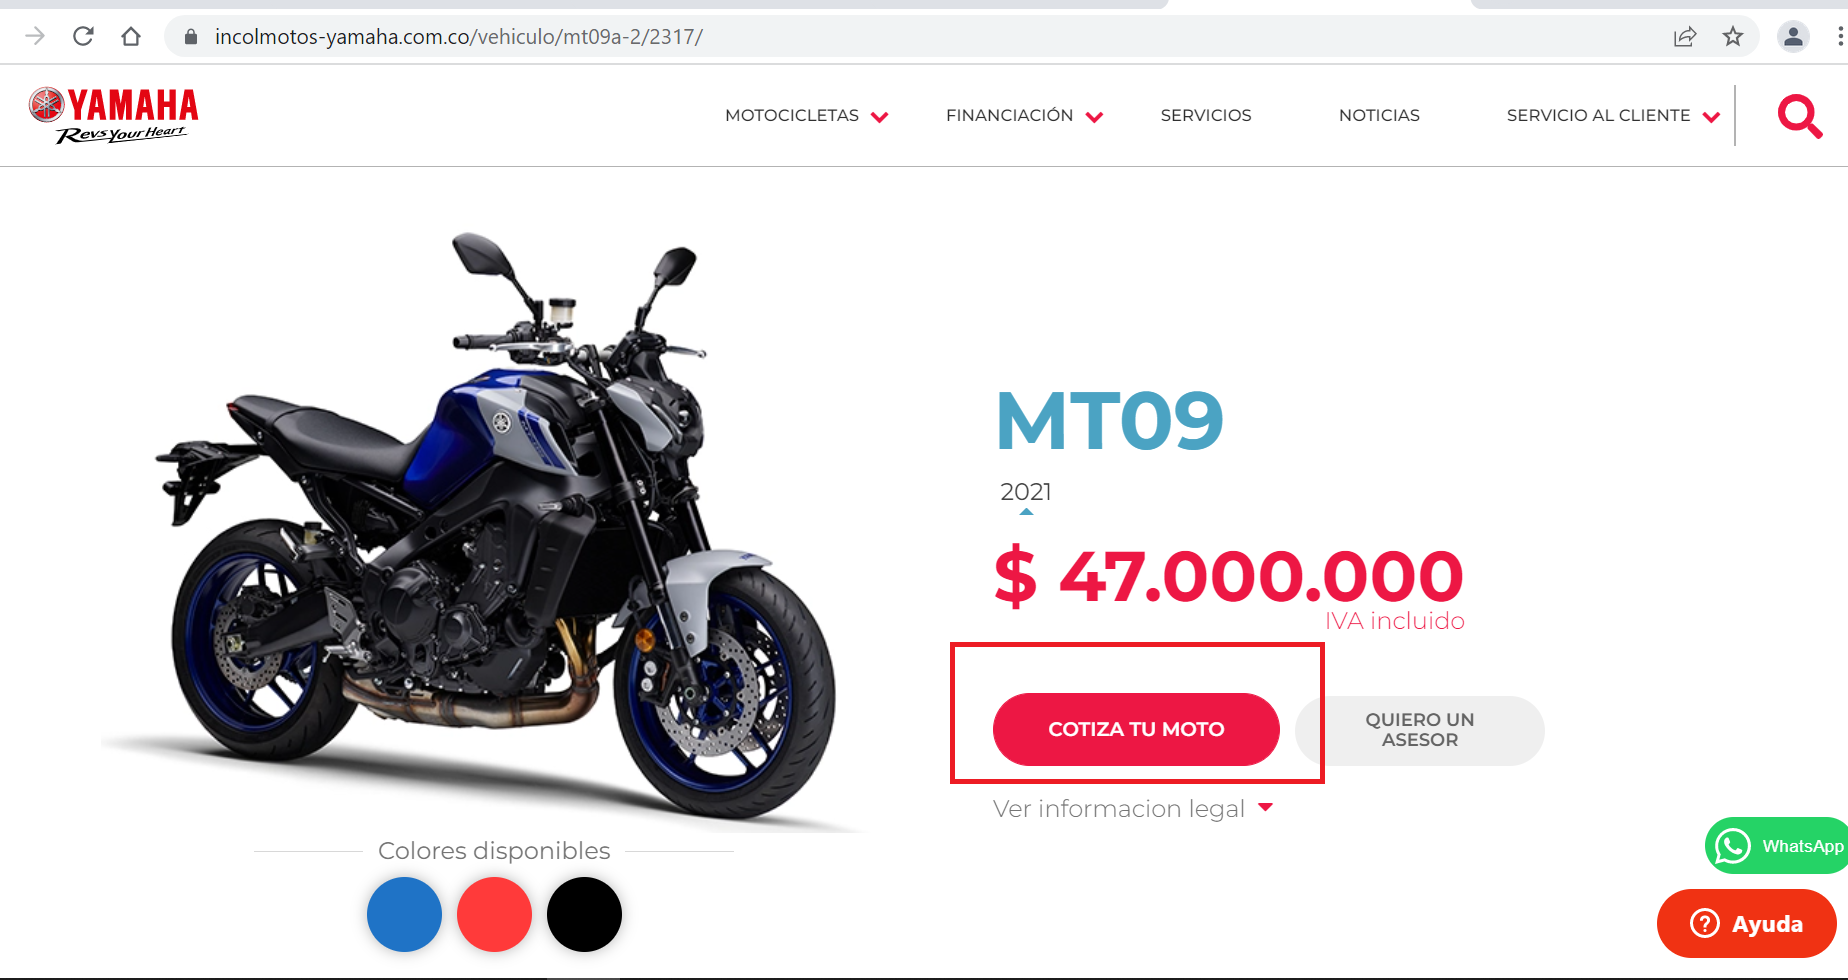 incolmotos-yamaha.com.co/vehiculo/mt09a-2/2317/
YAMAHA
Revs Your Heart
MOTOCICLETAS
FINANCIACIÓN
SERVICIOS
NOTICIAS
SERVICIO AL CLIENTE
MT09
2021
$ 47.000.000
IVA incluido
COTIZA TU MOTO
QUIERO UN
ASESOR
Ver informacion legal
Colores disponibles
WhatsApp
? Ayuda